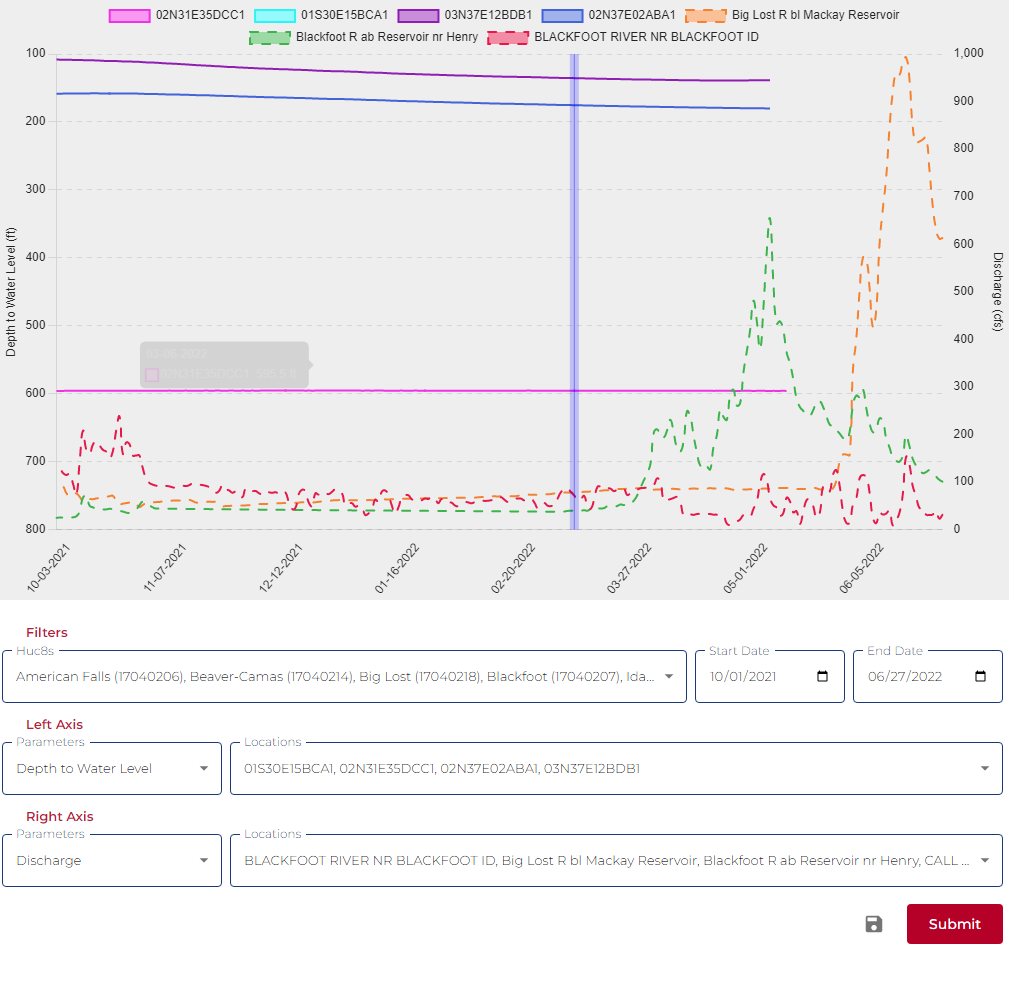 02N31E35DCC1 01S30E15BCA1 03N37E12BDB1 02N37E02ABA1 Big Lost R bl Mackay Reservoir
Blackfoot R ab Reservoir nr Henry BLACKFOOT RIVER NR BLACKFOOT ID
100
200
300
400
500
600
700
800
Depth to Water Level (ft)
1,000
900
800
700
600
500
400
300
200
100
0
Discharge (cfs)
03-08-2022
10-03-2021
11-07-2021
12-12-2021
01-16-2022
02-20-2022
03-27-2022
05-01-2022
06-05-2022
Filters
Huc8s
American Falls (17040206), Beaver-Camas (17040214), Big Lost (17040218), Blackfoot (17040207), Ida...
Start Date
10/01/2021
End Date
06/27/2022
Left Axis
Parameters
Depth to Water Level
Locations
01S30E15BCA1, 02N31E35DCC1, 02N37E02ABA1, 03N37E12BDB1
Right Axis
Parameters
Discharge
Locations
BLACKFOOT RIVER NR BLACKFOOT ID, Big Lost R bl Mackay Reservoir, Blackfoot R ab Reservoir nr Henry, CALL ...
Submit